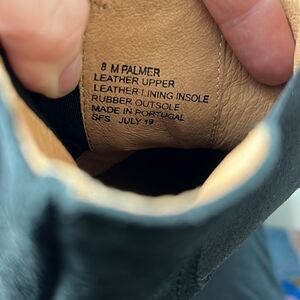 8 M PALMER
LEATHER UPPER
LEATHER LINING INSOLE
RUBBER OUTSOLE
MADE IN PORTUGAL
SFS JULY 19